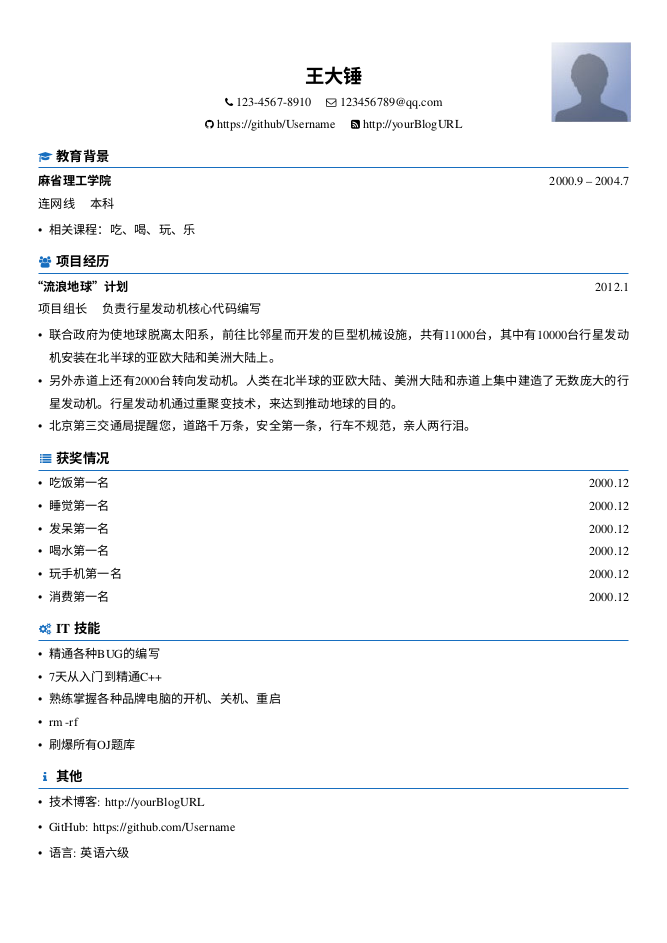 王大锤
123-4567-8910 123456789@qq.com
https://github/Username http://yourBlogURL
教育背景
麻省理工学院 2000.9 – 2004.7
连网线 本科
• 相关课程：吃、喝、玩、乐
项目经历
“流浪地球”计划 2012.1
项目组长 负责行星发动机核心代码编写
• 联合政府为使地球脱离太阳系，前往比邻星而开发的巨型机械设施，共有11000台，其中有10000台行星发动
机安装在北半球的亚欧大陆和美洲大陆上。
• 另外赤道上还有2000台转向发动机。人类在北半球的亚欧大陆、美洲大陆和赤道上集中建造了无数庞大的行
星发动机。行星发动机通过重聚变技术，来达到推动地球的目的。
• 北京第三交通局提醒您，道路千万条，安全第一条，行车不规范，亲人两行泪。
获奖情况
• 吃饭第一名 2000.12
• 睡觉第一名 2000.12
• 发呆第一名 2000.12
• 喝水第一名 2000.12
• 玩手机第一名 2000.12
• 消费第一名 2000.12
IT 技能
• 精通各种BUG的编写
• 7天从入门到精通C++
• 熟练掌握各种品牌电脑的开机、关机、重启
• rm -rf
• 刷爆所有OJ题库
其他
• 技术博客: http://yourBlogURL
• GitHub: https://github.com/Username
• 语言: 英语六级